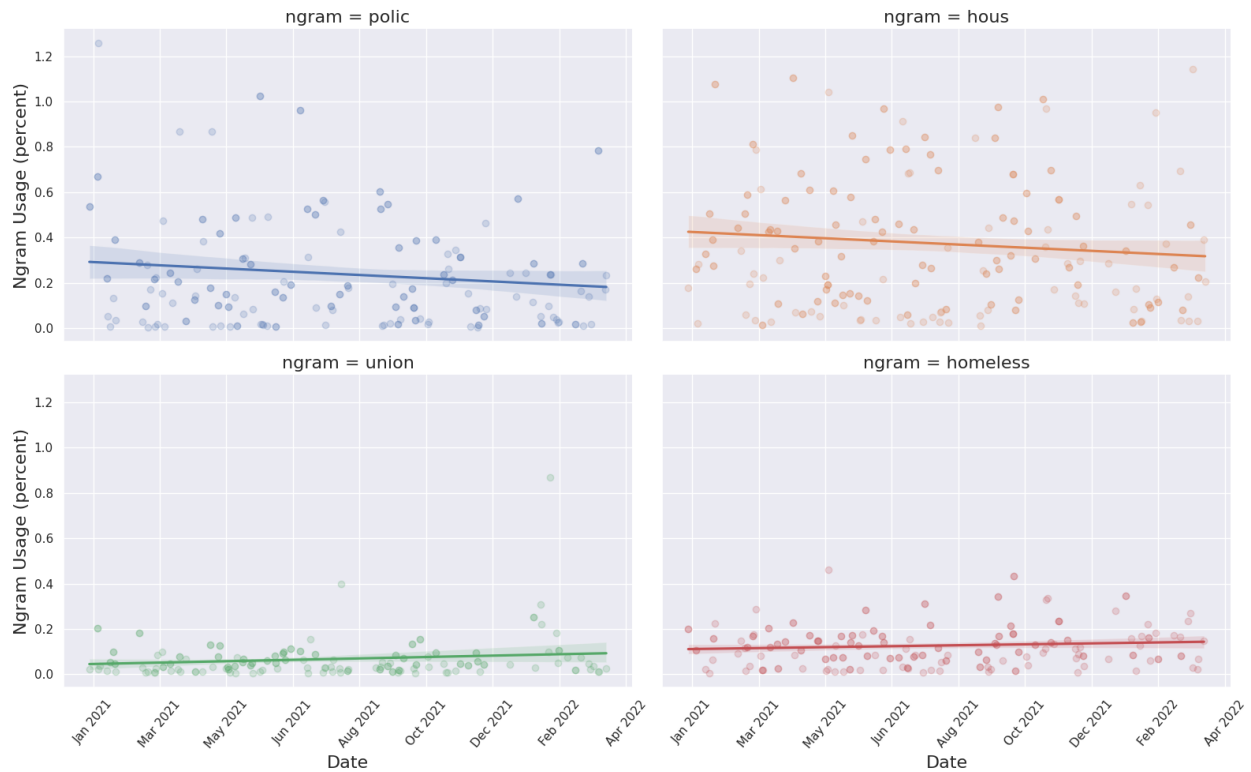 ngram = polic
ngram = hous
Ngram Usage (percent)
1.2
1.0
0.8
0.6
0.4
0.2
0.0
ngram = union
ngram = homeless
Ngram Usage (percent)
1.2
1.0
0.8
0.6
0.4
0.2
0.0
Jan 2021
Mar 2021
May 2021
Jun 2021
Aug 2021
Oct 2021
Dec 2021
Feb 2022
Apr 2022
Jan 2021
Mar 2021
May 2021
Jun 2021
Aug 2021
Oct 2021
Dec 2021
Feb 2022
Apr 2022
Date
Date